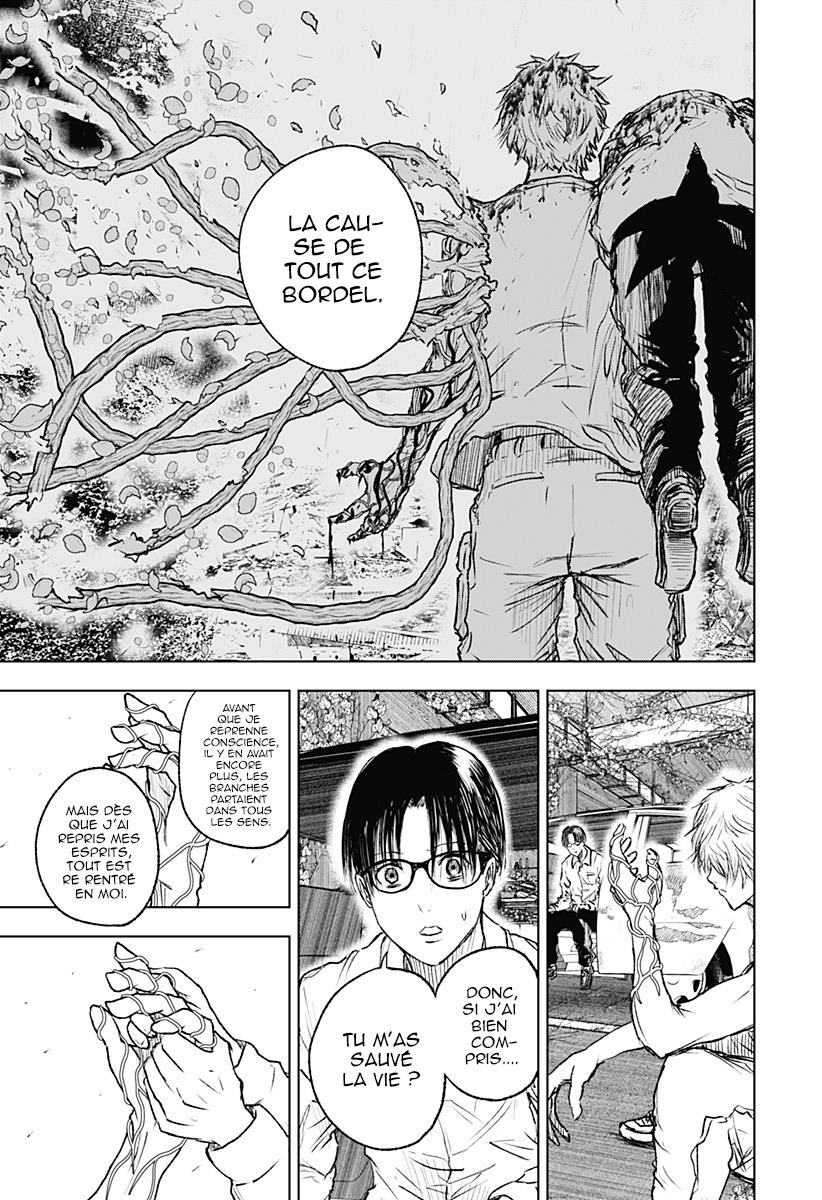 LA CAU-
SE DE
TOUT CE
BORDEL.
DONC,
SI J'AI
BIEN
COM-
PRIS....
TU M'AS
SAUVÉ
LA VIE ?
AVANT
QUE JE
REPRENNE
CONSCIENCE,
IL Y EN AVAIT
ENCORE
PLUS, LES
BRANCHES
PARTAIENT
DANS TOUS
LES SENS.
MAIS DÈS
QUE J'AI
REPRIS MES
ESPRITS,
TOUT EST
RE RENTRÉ
EN MOI.